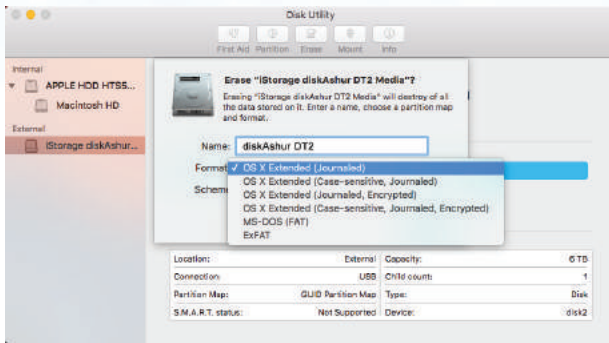 Disk Utility
First Aid Partition Erase Mount Info
Internal
APPLE HDD HTS5...
Macintosh HD
External
iStorage diskAshur...
Erase "iStorage diskAshur DT2 Media"?
Erasing "iStorage diskAshur DT2 Media" will destroy of all
the data stored on it. Enter a name, choose a partition map
and format.
Name: diskAshur DT2
Format ✓ OS X Extended (Journaled)
OS X Extended (Case-sensitive, Journaled)
Scheme
OS X Extended (Journaled, Encrypted)
OS X Extended (Case-sensitive, Journaled, Encrypted)
MS-DOS (FAT)
ExFAT
Location: External Capacity: 6 TB
Connection: USB Child count: 1
Partition Map: GUID Partition Map Type: Disk
S.M.A.R.T. status: Not Supported Device: disk2